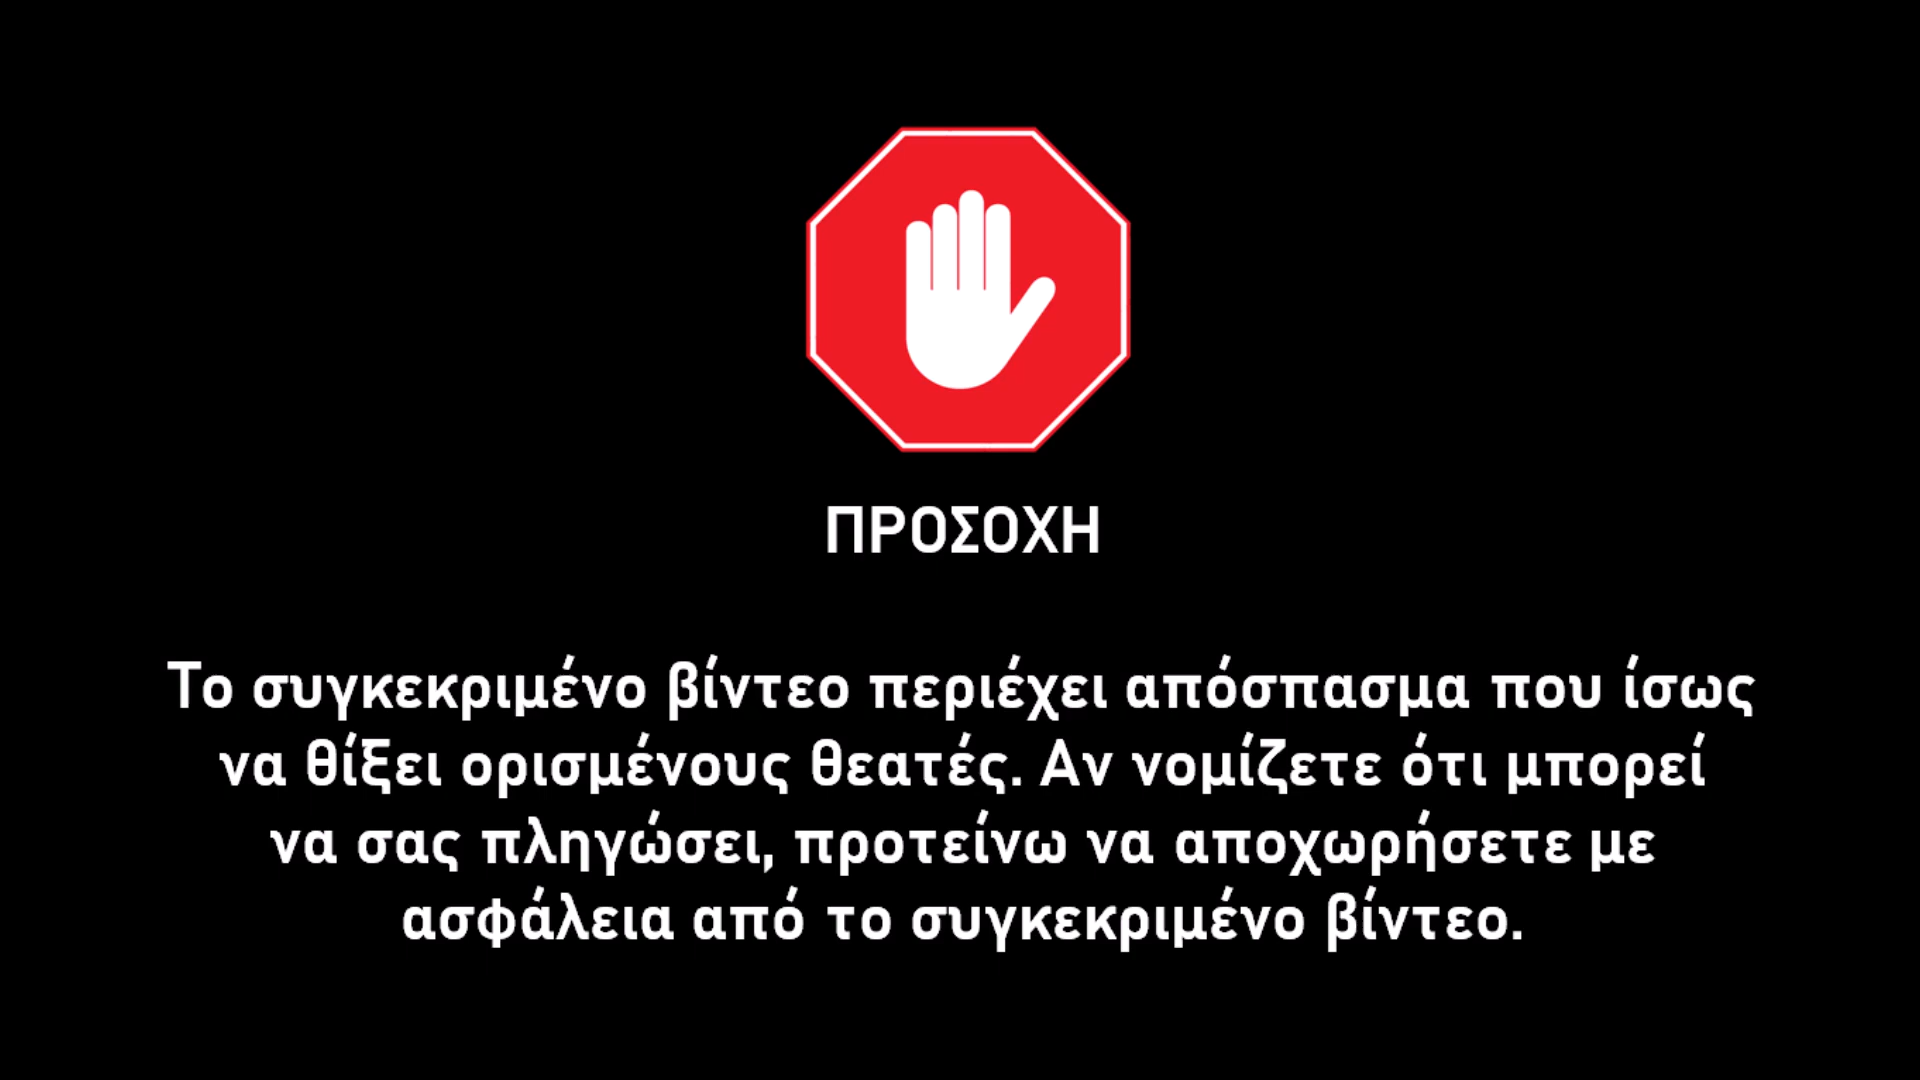 ΠΡΟΣΟΧΗ
Το συγκεκριμένο βίντεο περιέχει απόσπασμα που ίσως
να θίξει ορισμένους θεατές. Αν νομίζετε ότι μπορεί
να σας πληγώσει, προτείνω να αποχωρήσετε με
ασφάλεια από το συγκεκριμένο βίντεο.